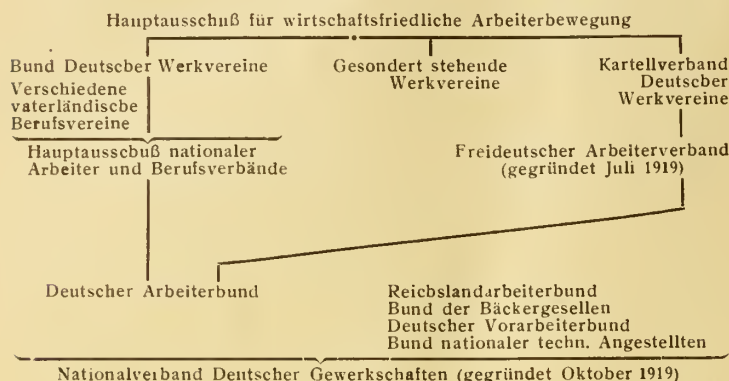 Hauptausschuß für wirtschaftsfriedliche Arbeiterbewegung
Bund Deutscher Werkvereine
Verschiedene
vaterländische
Berufsvereine
Gesondert stehende
Werkvereine
Kartellverband
Deutscher
Werkvereine
Hauptausschuß nationaler
Arbeiter und Berufsverbände
Freideutscher Arbeiterverband
(gegründet Juli 1919)
Deutscher Arbeiterbund
Reichslandarbeiterbund
Bund der Bäckergesellen
Deutscher Vorarbeiterbund
Bund nationaler techn. Angestellten
Nationalverband Deutscher Gewerkschaften (gegründet Oktober 1919)